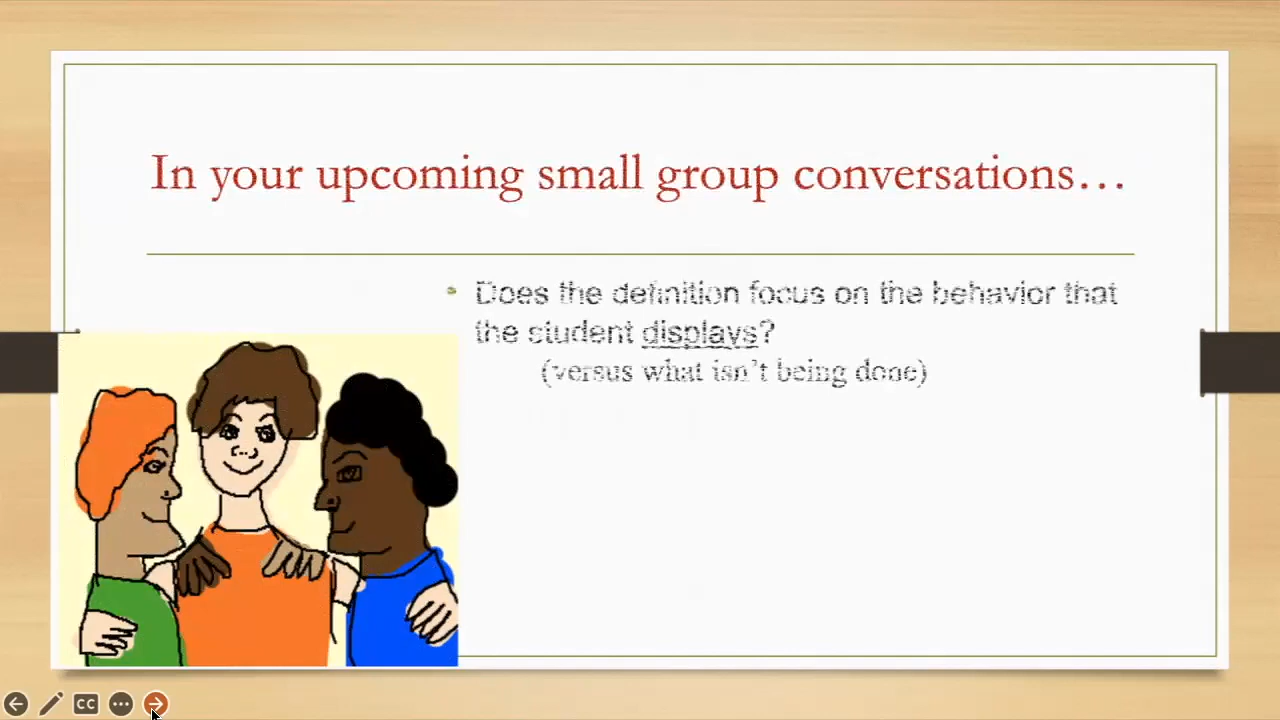 In your upcoming small group conversations…
• Does the definition focus on the behavior that
the student displays?
(versus what isn't being done)
CC